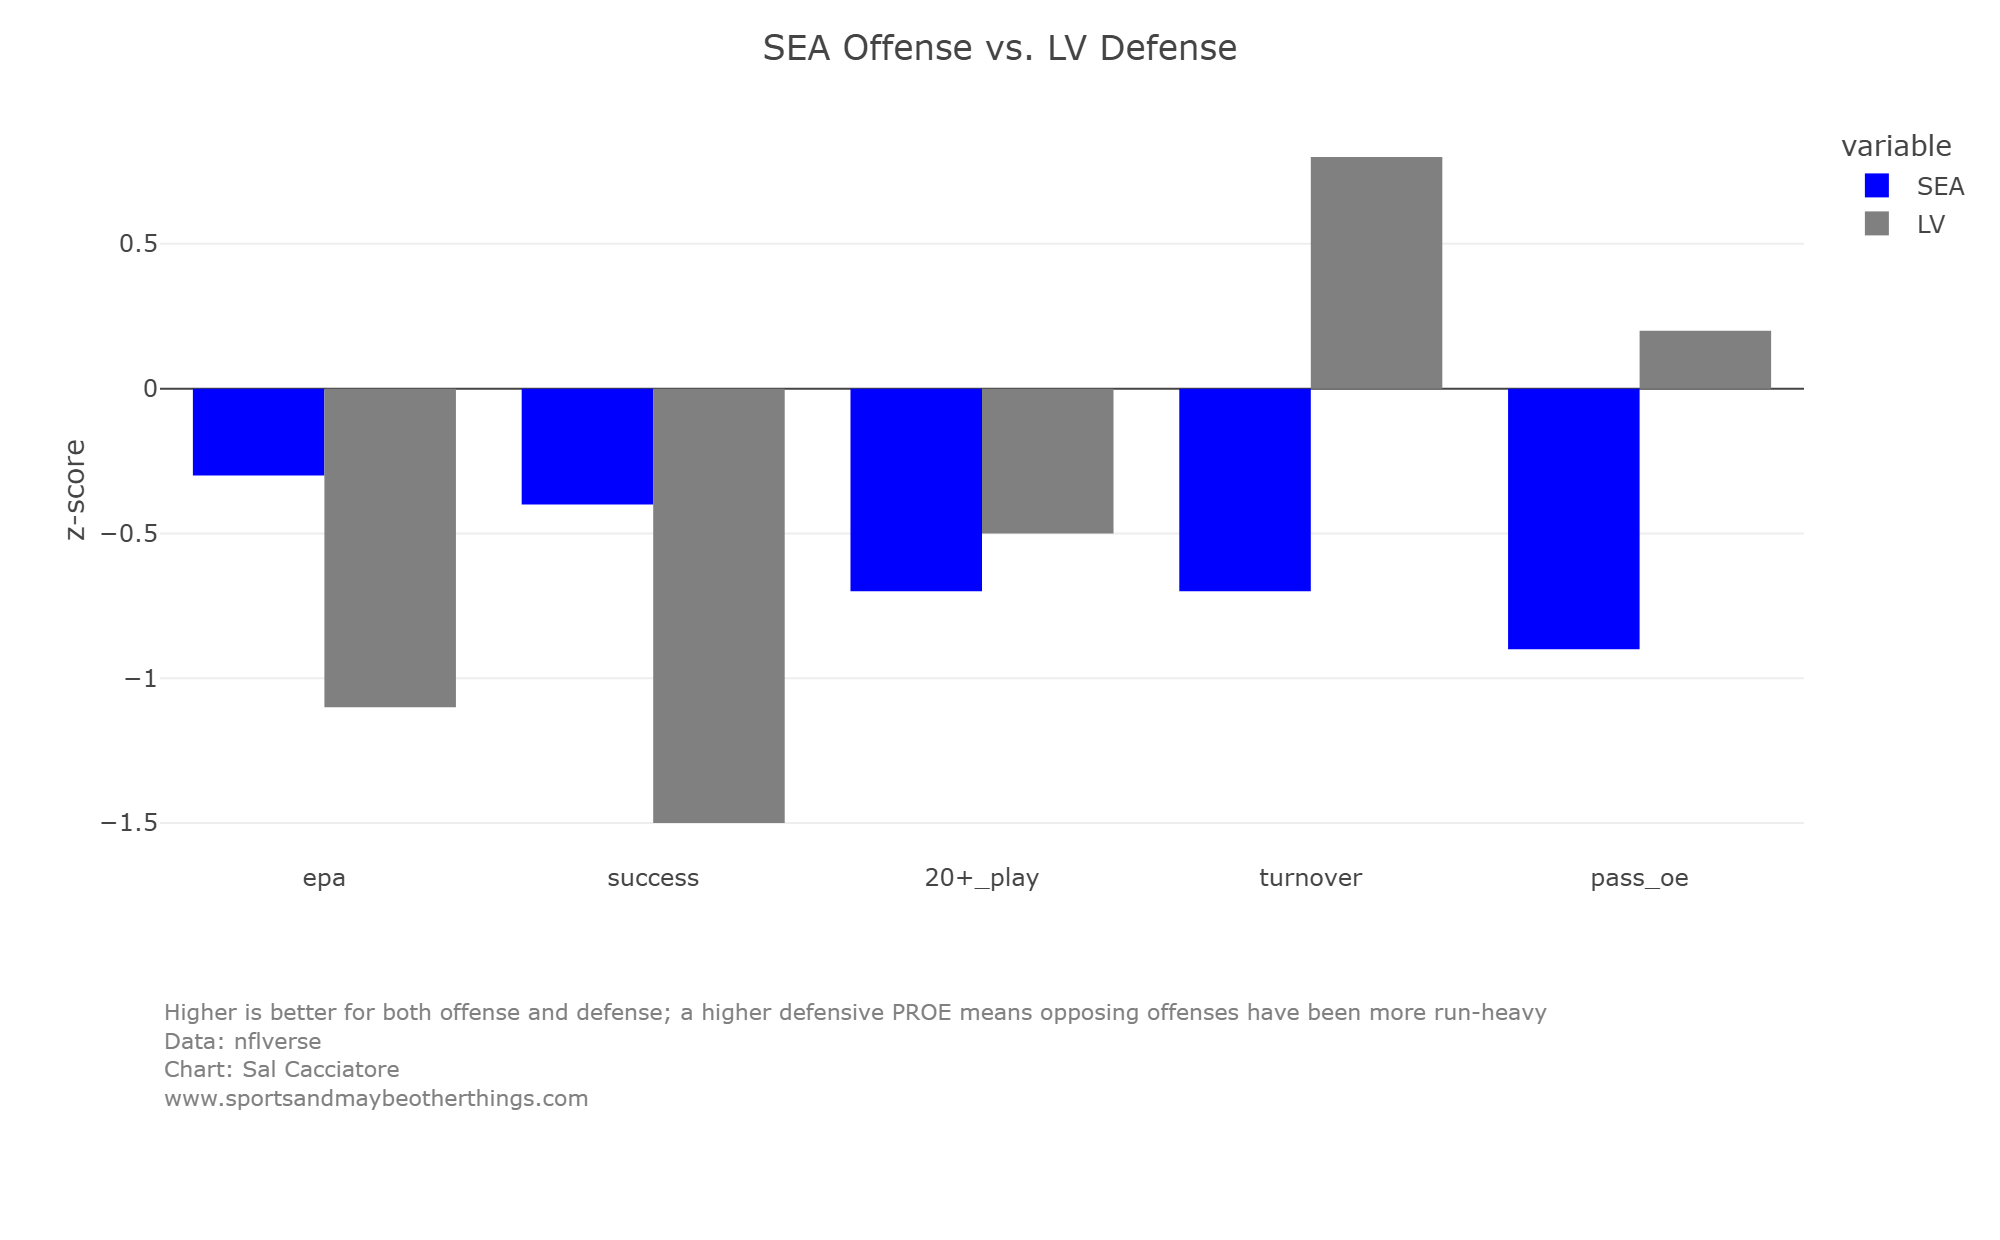 SEA Offense vs. LV Defense
variable
SEA
LV
0.5
0
−0.5
−1
−1.5
z-score
epa
success
20+_play
turnover
pass_oe
Higher is better for both offense and defense; a higher defensive PROE means opposing offenses have been more run-heavy
Data: nflverse
Chart: Sal Cacciatore
www.sportsandmaybeotherthings.com